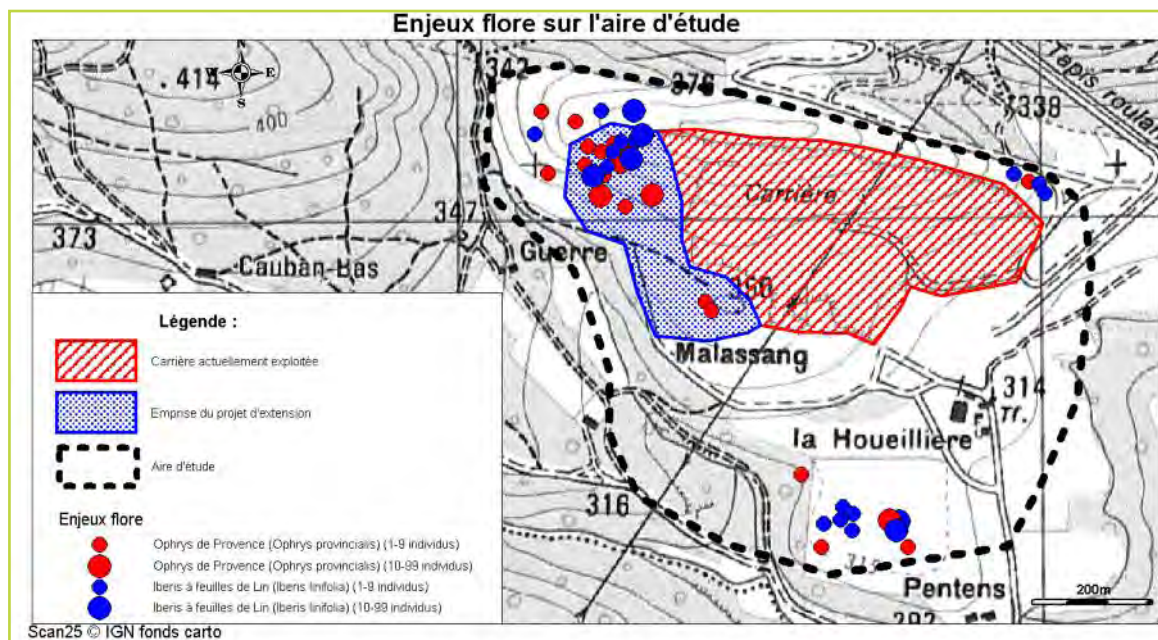 Enjeux flore sur l'aire d'étude
414
E
S
400
342
376
338
Tapis roulant
373
Cauban-Bas
347
Guerre
Carrière
Malassang
314
Tf.
la Houeillière
316
Pentens
292
200m
Légende :
Carrière actuellement exploitée
Emprise du projet d'extension
Aire d'étude
Enjeux flore
Ophrys de Provence (Ophrys provincialis) (1-9 individus)
Ophrys de Provence (Ophrys provincialis) (10-99 individus)
Iberis à feuilles de Lin (Iberis linifolia) (1-9 individus)
Iberis à feuilles de Lin (Iberis linifolia) (10-99 individus)
Scan25 © IGN fonds carto